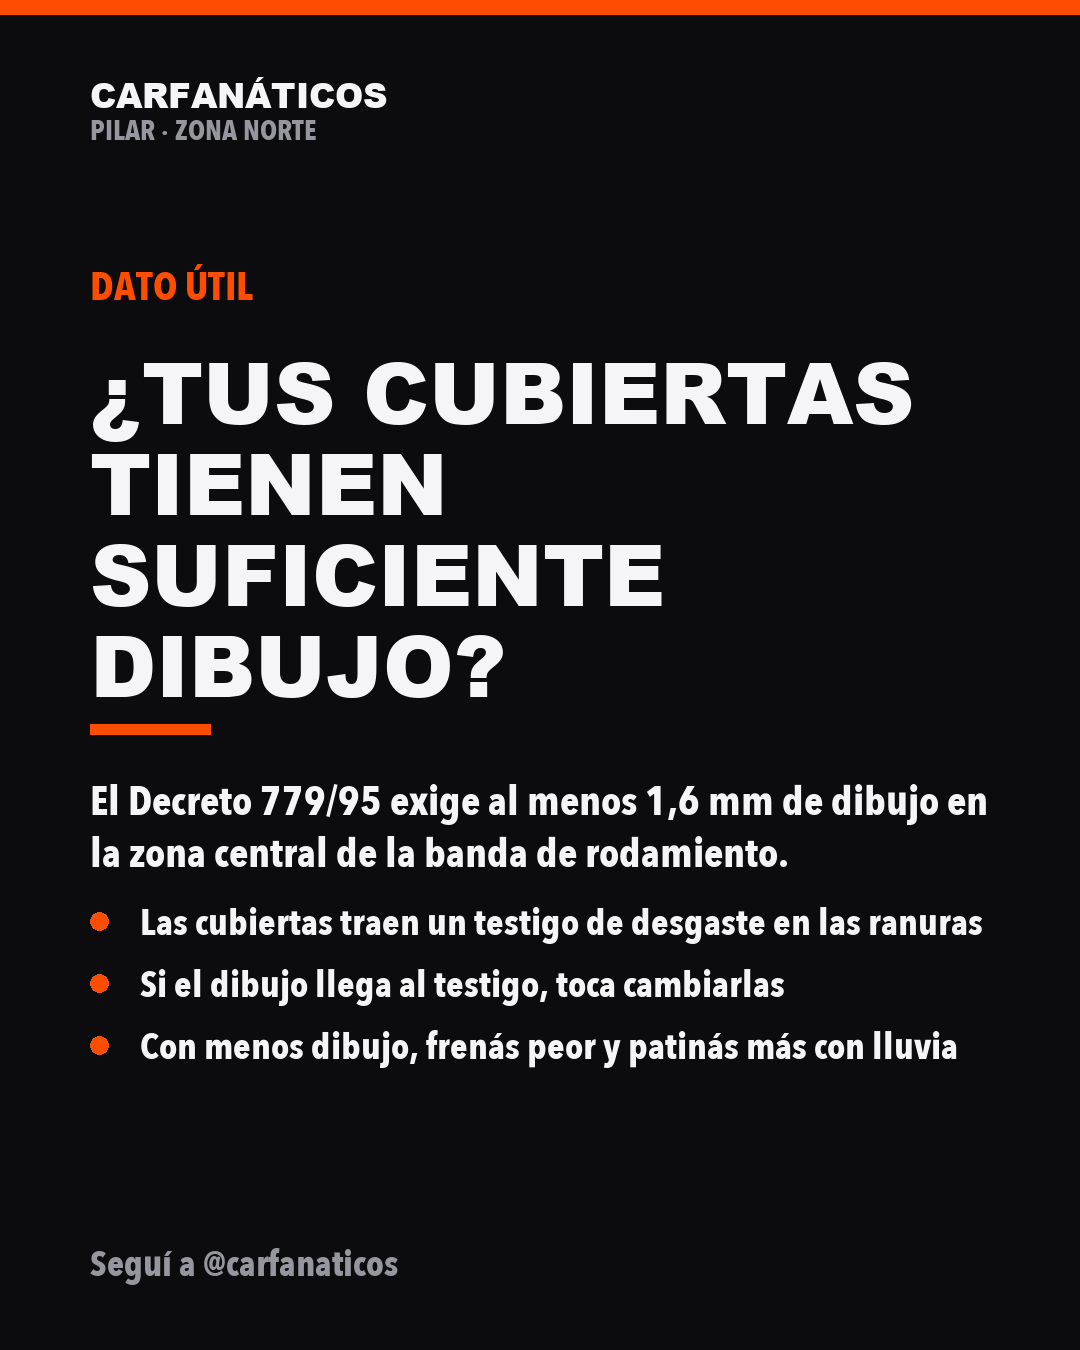 CARFANÁTICOS
PILAR · ZONA NORTE
DATO ÚTIL
¿TUS CUBIERTAS
TIENEN
SUFICIENTE
DIBUJO?
El Decreto 779/95 exige al menos 1,6 mm de dibujo en
la zona central de la banda de rodamiento.
Las cubiertas traen un testigo de desgaste en las ranuras
Si el dibujo llega al testigo, toca cambiarlas
Con menos dibujo, frenás peor y patinás más con lluvia
Seguí a @carfanaticos